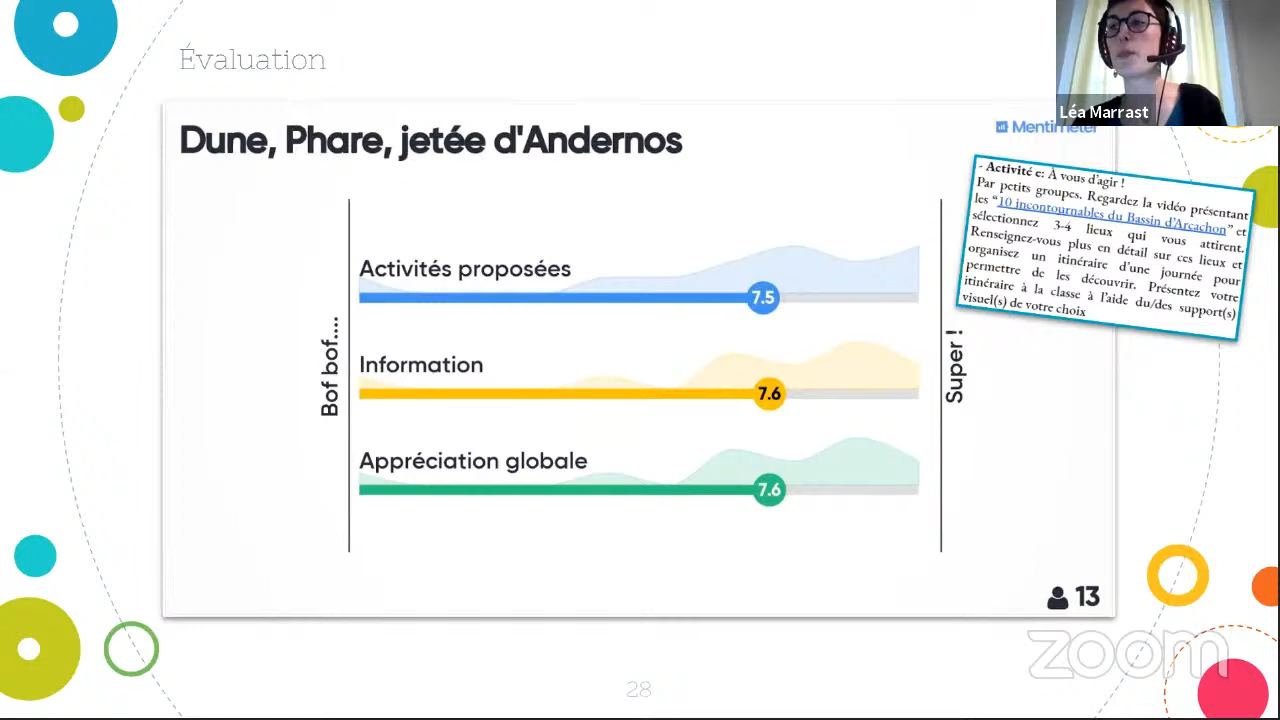 Évaluation
Léa Marrast
Dune, Phare, jetée d'Andernos
Mentimeter
- Activité c: À vous d'agir !
Par petits groupes. Regardez la vidéo présentant
les “10 incontournables du Bassin d’Arcachon” et
sélectionnez 3-4 lieux qui vous attirent.
Renseignez-vous plus en détail sur ces lieux et
organisez un itinéraire d’une journée pour
permettre de les découvrir. Présentez votre
itinéraire à la classe à l’aide du/des support(s)
visuel(s) de votre choix
Bof bof....
Activités proposées
7.5
Information
7.6
Appréciation globale
7.6
Super !
13
zoom
28